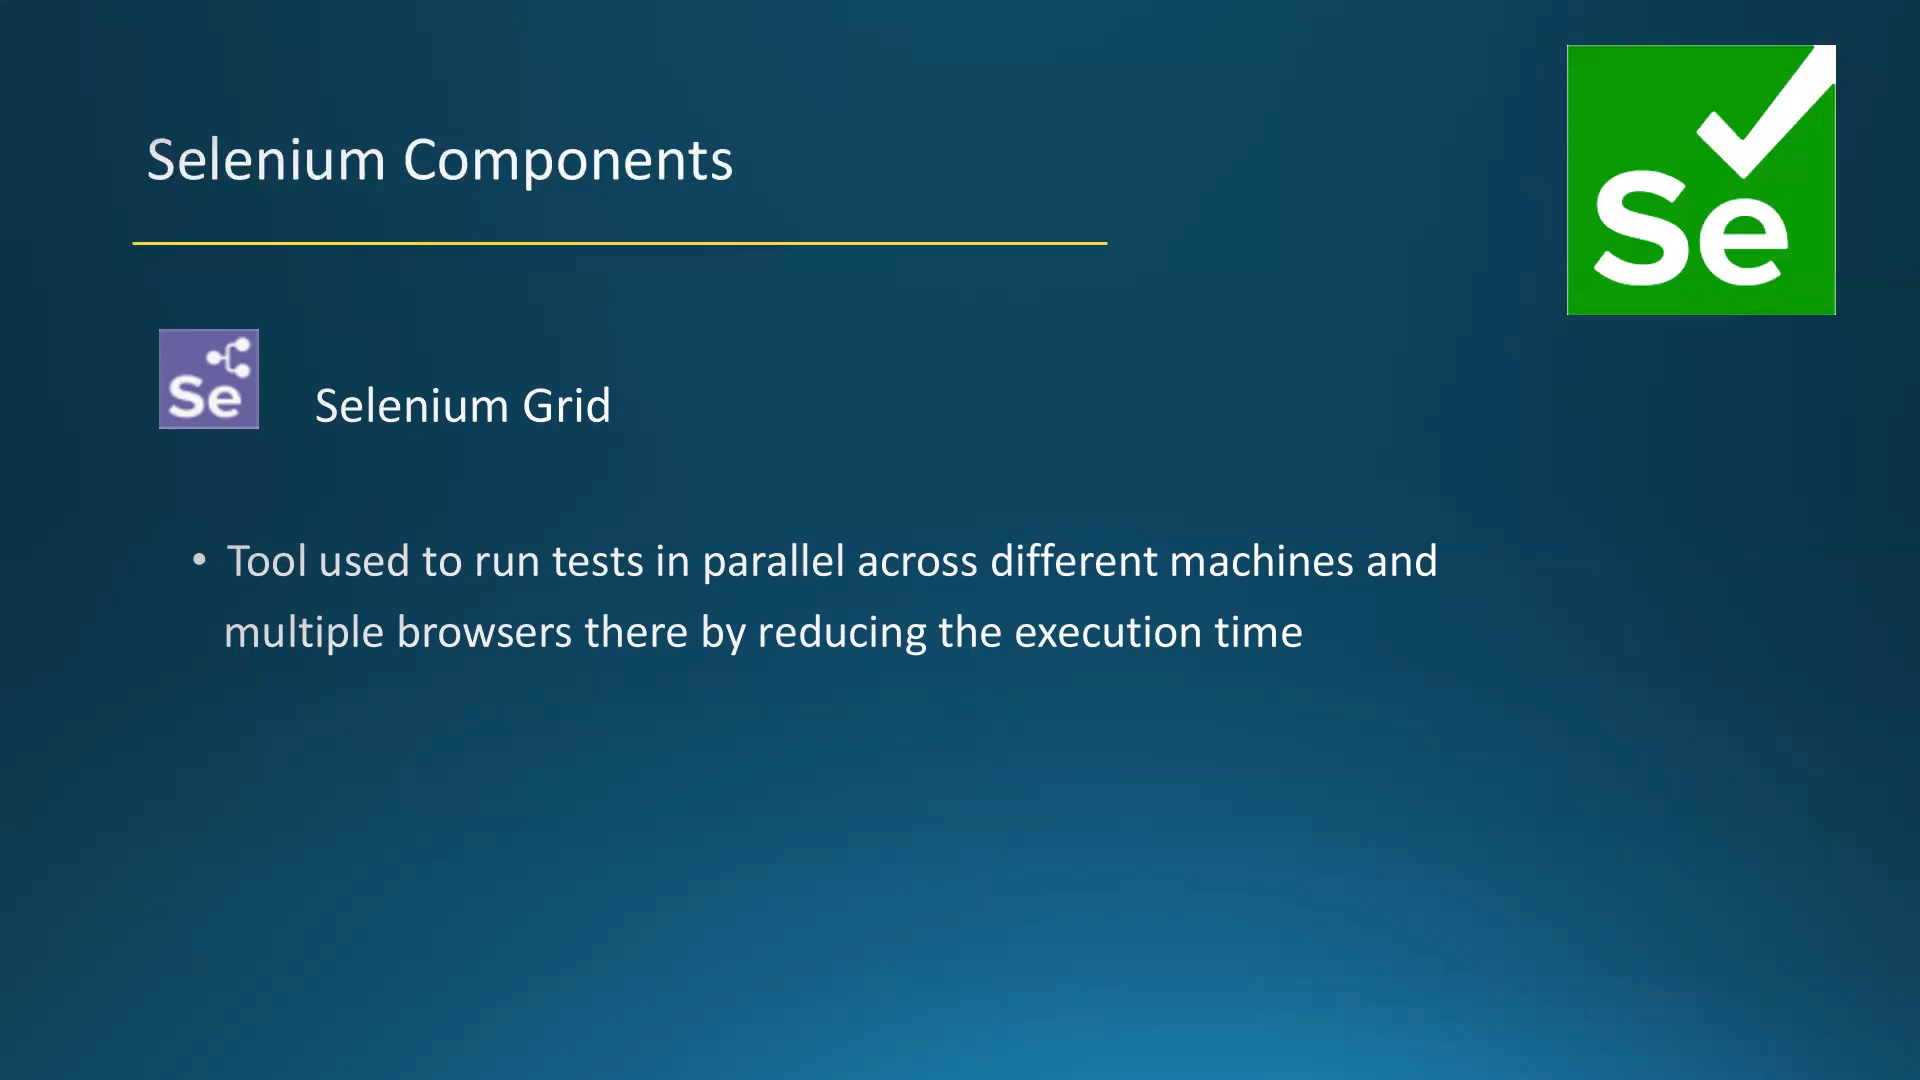 Se
Selenium Components
Se
Selenium Grid
• Tool used to run tests in parallel across different machines and
multiple browsers there by reducing the execution time